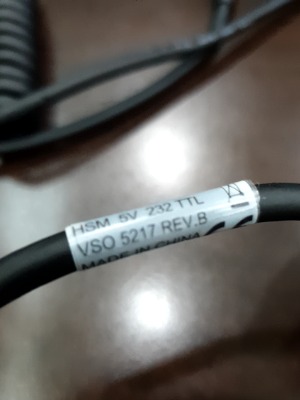 HSM 5V 232 TTL
VSO 5217 REV.B
MADE IN CHINA